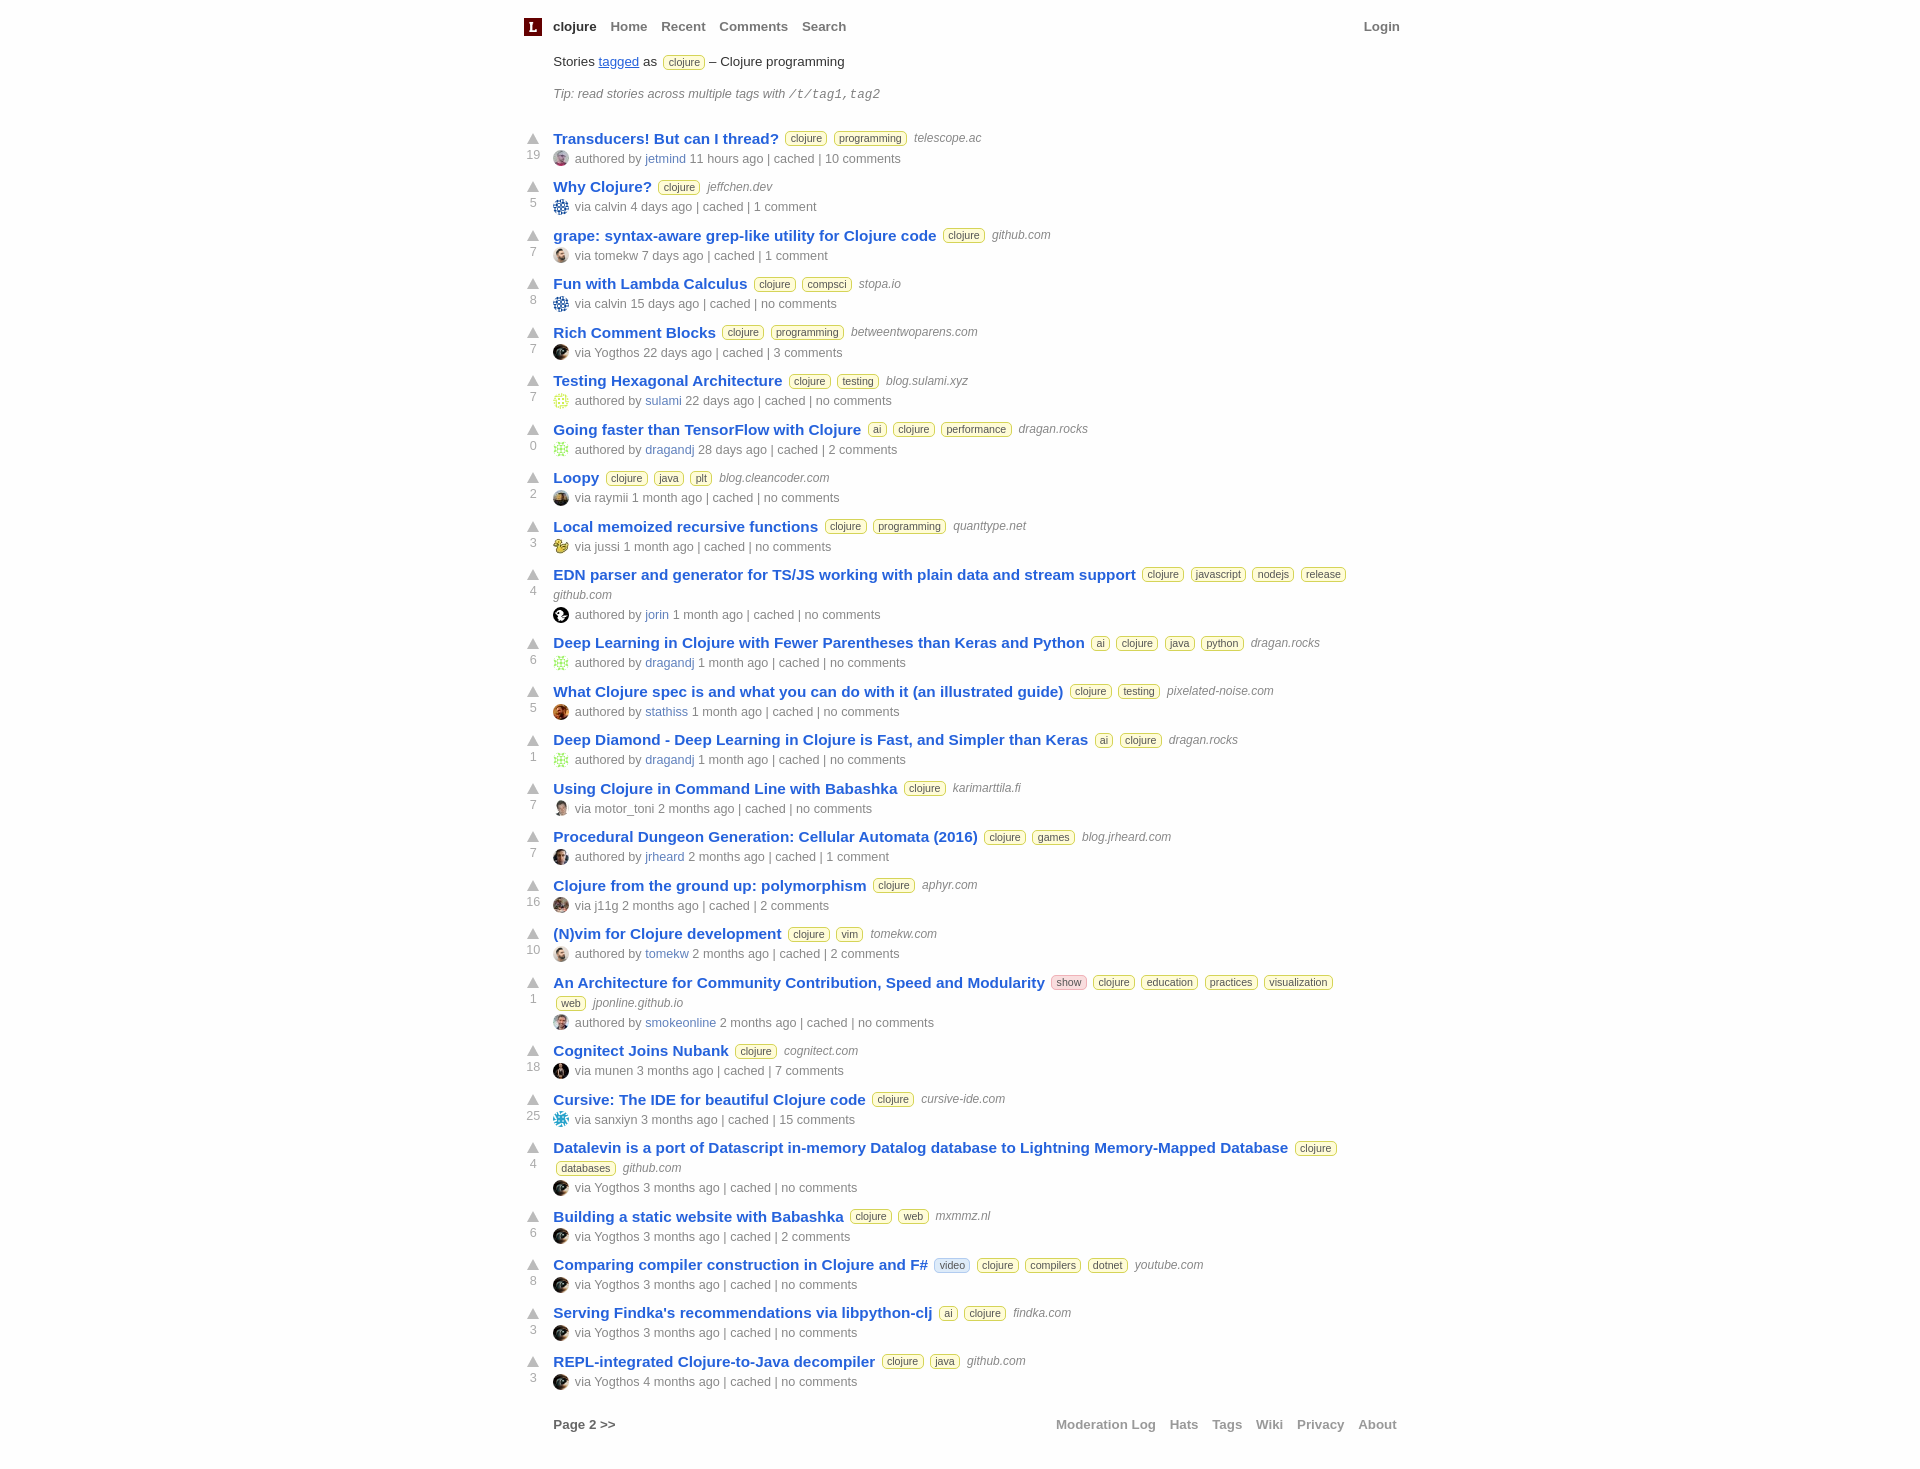 L clojure Home Recent Comments Search Login
Stories tagged as clojure – Clojure programming
Tip: read stories across multiple tags with /t/tag1,tag2
Transducers! But can I thread? clojure programming telescope.ac
19 authored by jetmind 11 hours ago | cached | 10 comments
Why Clojure? clojure jeffchen.dev
5 via calvin 4 days ago | cached | 1 comment
grape: syntax-aware grep-like utility for Clojure code clojure github.com
7 via tomekw 7 days ago | cached | 1 comment
Fun with Lambda Calculus clojure compsci stopa.io
8 via calvin 15 days ago | cached | no comments
Rich Comment Blocks clojure programming betweentwoparens.com
7 via Yogthos 22 days ago | cached | 3 comments
Testing Hexagonal Architecture clojure testing blog.sulami.xyz
7 authored by sulami 22 days ago | cached | no comments
Going faster than TensorFlow with Clojure ai clojure performance dragan.rocks
0 authored by dragandj 28 days ago | cached | 2 comments
Loopy clojure java plt blog.cleancoder.com
2 via raymii 1 month ago | cached | no comments
Local memoized recursive functions clojure programming quanttype.net
3 via jussi 1 month ago | cached | no comments
EDN parser and generator for TS/JS working with plain data and stream support clojure javascript nodejs release
4 github.com
authored by jorin 1 month ago | cached | no comments
Deep Learning in Clojure with Fewer Parentheses than Keras and Python ai clojure java python dragan.rocks
6 authored by dragandj 1 month ago | cached | no comments
What Clojure spec is and what you can do with it (an illustrated guide) clojure testing pixelated-noise.com
5 authored by stathiss 1 month ago | cached | no comments
Deep Diamond - Deep Learning in Clojure is Fast, and Simpler than Keras ai clojure dragan.rocks
1 authored by dragandj 1 month ago | cached | no comments
Using Clojure in Command Line with Babashka clojure karimarttila.fi
7 via motor_toni 2 months ago | cached | no comments
Procedural Dungeon Generation: Cellular Automata (2016) clojure games blog.jrheard.com
7 authored by jrheard 2 months ago | cached | 1 comment
Clojure from the ground up: polymorphism clojure aphyr.com
16 via j11g 2 months ago | cached | 2 comments
(N)vim for Clojure development clojure vim tomekw.com
10 authored by tomekw 2 months ago | cached | 2 comments
An Architecture for Community Contribution, Speed and Modularity show clojure education practices visualization
1 web jponline.github.io
authored by smokeonline 2 months ago | cached | no comments
Cognitect Joins Nubank clojure cognitect.com
18 via munen 3 months ago | cached | 7 comments
Cursive: The IDE for beautiful Clojure code clojure cursive-ide.com
25 via sanxiyn 3 months ago | cached | 15 comments
Datalevin is a port of Datascript in-memory Datalog database to Lightning Memory-Mapped Database clojure
4 databases github.com
via Yogthos 3 months ago | cached | no comments
Building a static website with Babashka clojure web mxmmz.nl
6 via Yogthos 3 months ago | cached | 2 comments
Comparing compiler construction in Clojure and F# video clojure compilers dotnet youtube.com
8 via Yogthos 3 months ago | cached | no comments
Serving Findka's recommendations via libpython-clj ai clojure findka.com
3 via Yogthos 3 months ago | cached | no comments
REPL-integrated Clojure-to-Java decompiler clojure java github.com
3 via Yogthos 4 months ago | cached | no comments
Page 2 >> Moderation Log Hats Tags Wiki Privacy About